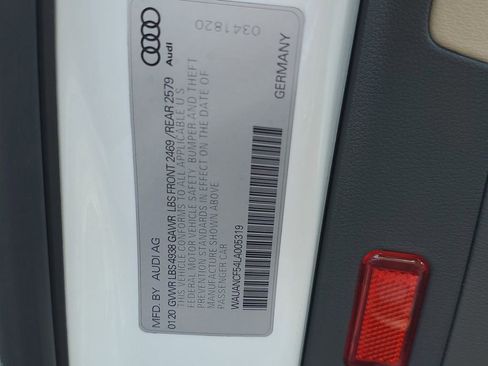 MFD. BY AUDI AG
0120 GVWR LBS 4938 GAWR LBS FRONT 2469 /REAR 2579
THIS VEHICLE CONFORMS TO ALL APPLICABLE U S
FEDERAL MOTOR VEHICLE SAFETY, BUMPER AND THEFT
PREVENTION STANDARDS IN EFFECT ON THE DATE OF
MANUFACTURE SHOWN ABOVE
PASSENGER CAR
WAUANCF54LA005319
GERMANY
Audi
0341820